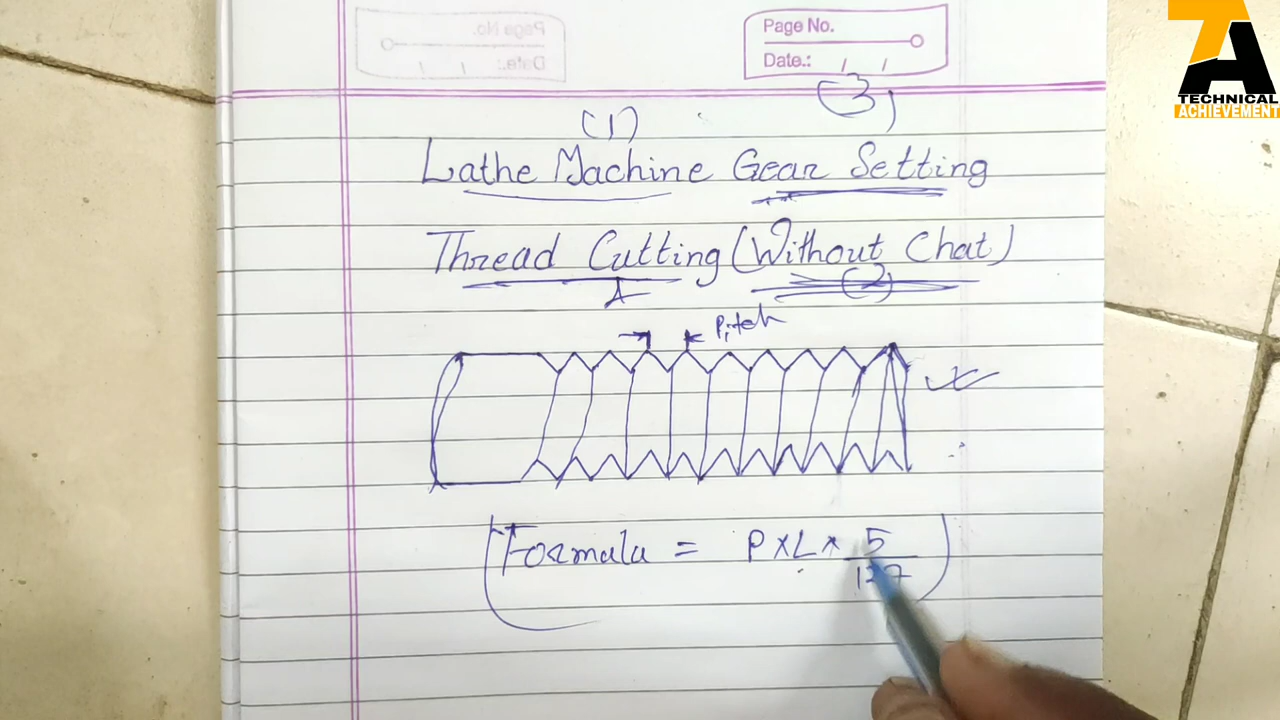 Page No.
Date.: / /
TA
TECHNICAL
ACHIEVEMENT
(1)
(3)
Lathe Machine Gear Setting
Thread Cutting (Without Chat)
(2)
Pitch
Formula = P×L× 5/127